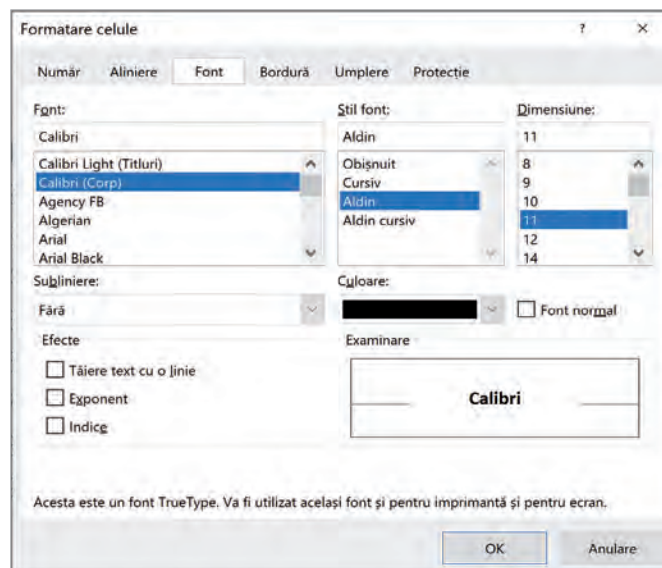 Formatare celule ? ×
Număr Aliniere Font Bordură Umplere Protecție
Font: Stil font: Dimensiune:
Calibri Aldin 11
Calibri Light (Titluri) Obișnuit 8
Calibri (Corp) Cursiv 9
Agency FB Aldin 10
Algerian Aldin cursiv 11
Arial 12
Arial Black 14
Subliniere: Culoare:
Fără Font normal
Efecte Examinare
Tăiere text cu o linie
Exponent
Indice
Calibri
Acesta este un font TrueType. Va fi utilizat același font și pentru imprimantă și pentru ecran.
OK Anulare